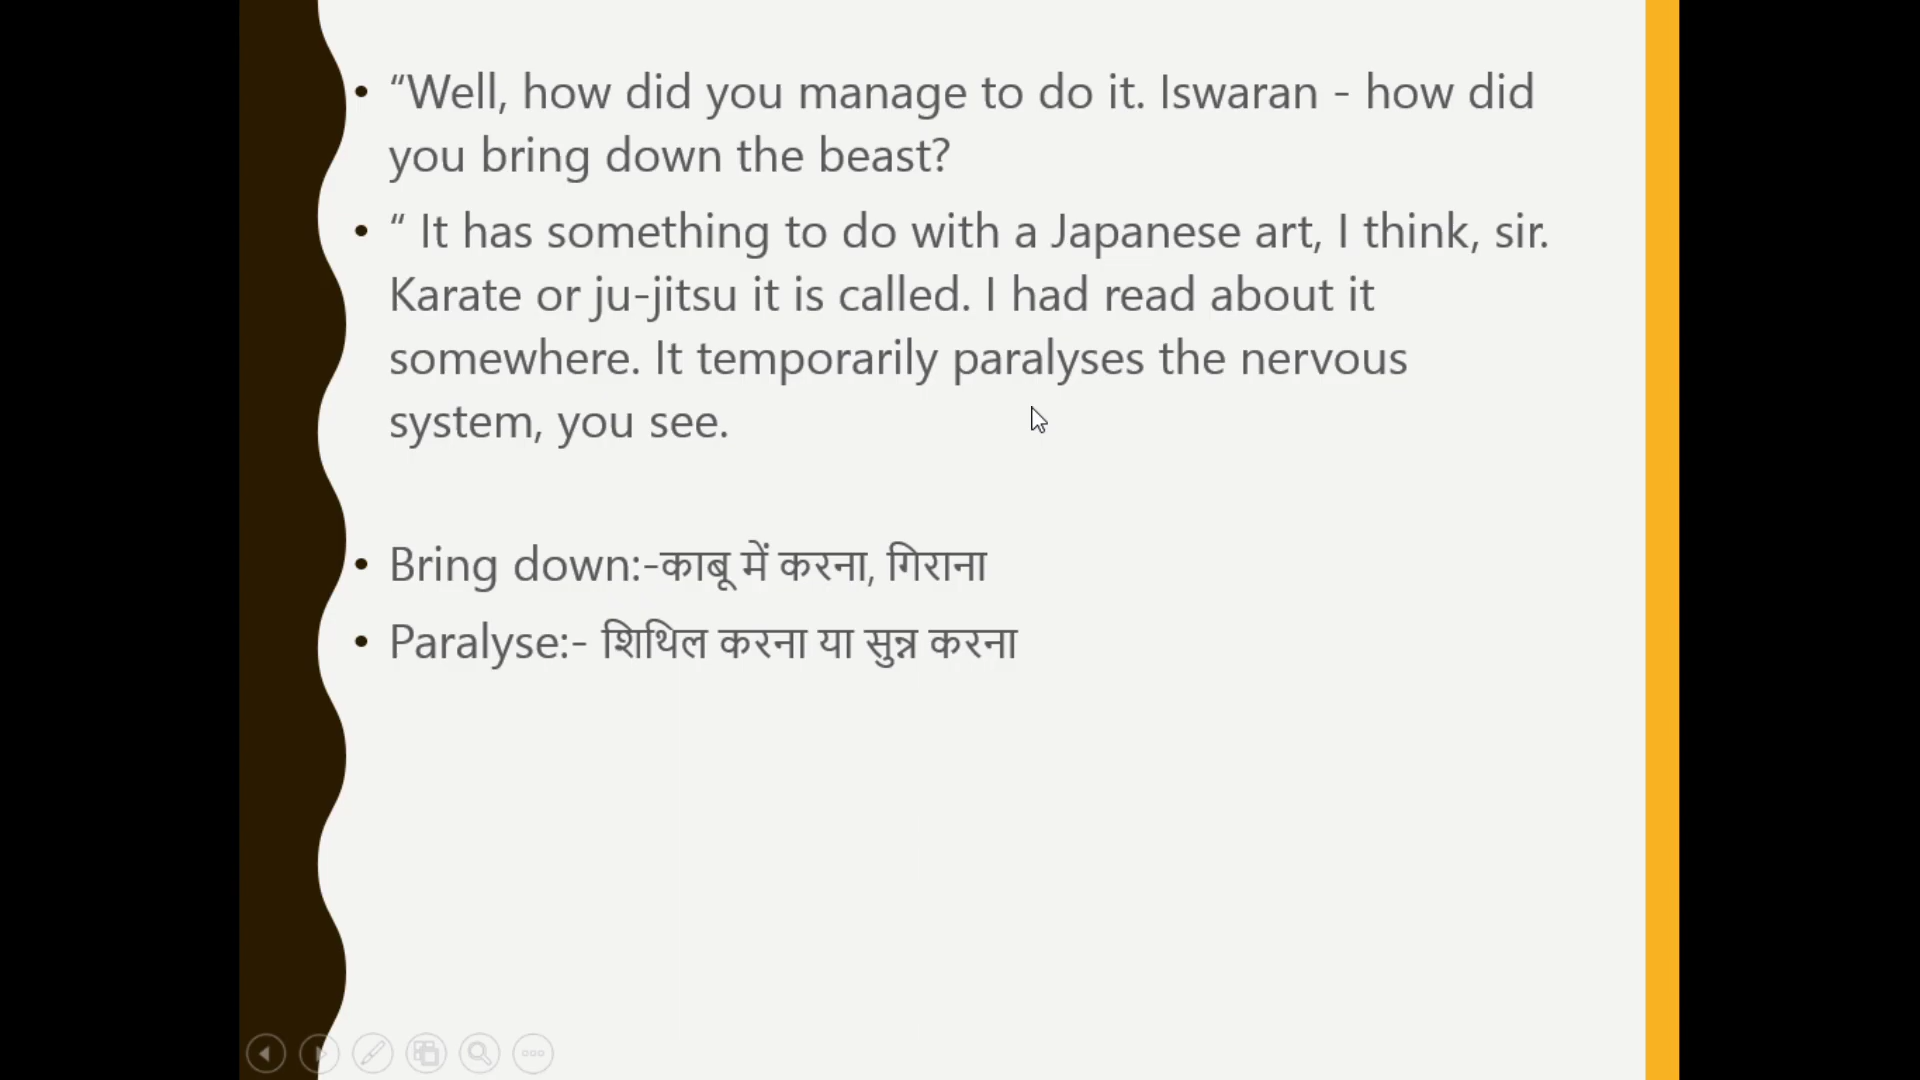 • “Well, how did you manage to do it. Iswaran - how did
you bring down the beast?
• “ It has something to do with a Japanese art, I think, sir.
Karate or ju-jitsu it is called. I had read about it
somewhere. It temporarily paralyses the nervous
system, you see.
• Bring down:-काबू में करना, गिराना
• Paralyse:- शिथिल करना या सुन्न करना